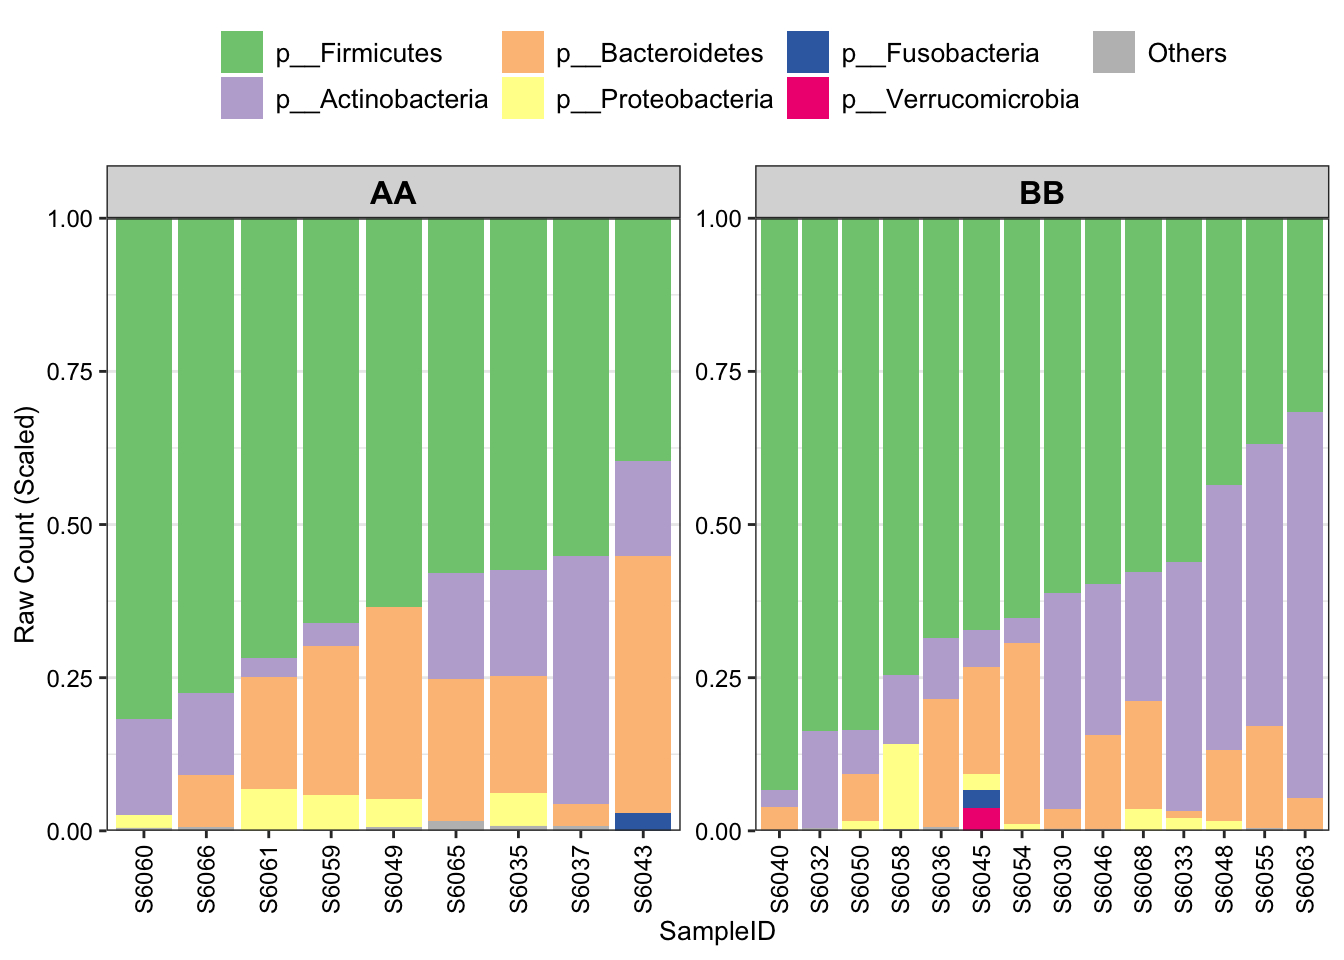 p__Firmicutes p__Bacteroidetes p__Fusobacteria Others
p__Actinobacteria p__Proteobacteria p__Verrucomicrobia
AA BB
1.00 1.00
0.75 0.75
0.50 0.50
0.25 0.25
0.00 0.00
Raw Count (Scaled)
S6060 S6066 S6061 S6059 S6049 S6065 S6035 S6037 S6043 S6040 S6032 S6050 S6058 S6036 S6045 S6054 S6030 S6046 S6068 S6033 S6048 S6055 S6063
SampleID